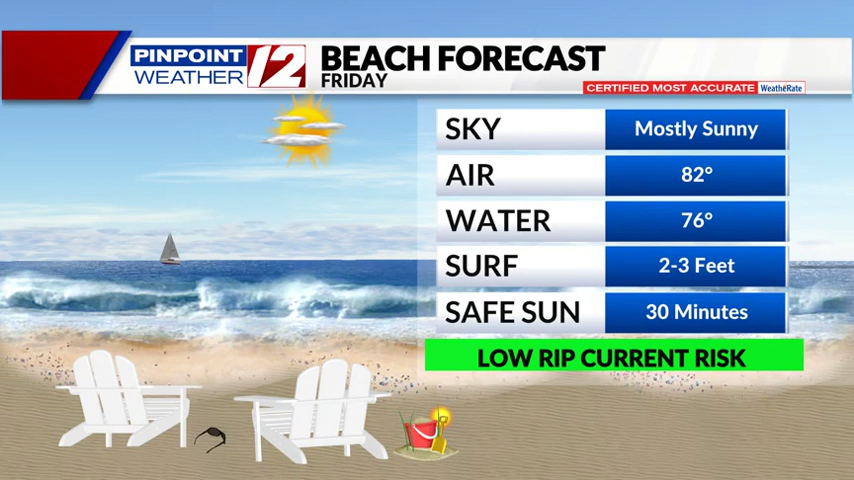 PINPOINT
WEATHER 12
BEACH FORECAST
FRIDAY
CERTIFIED MOST ACCURATE WeatheRate
SKY Mostly Sunny
AIR 82°
WATER 76°
SURF 2-3 Feet
SAFE SUN 30 Minutes
LOW RIP CURRENT RISK